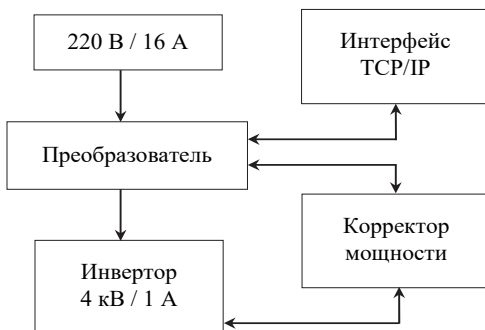 220 В / 16 А
Интерфейс
TCP/IP
Преобразователь
Корректор
мощности
Инвертор
4 кВ / 1 А